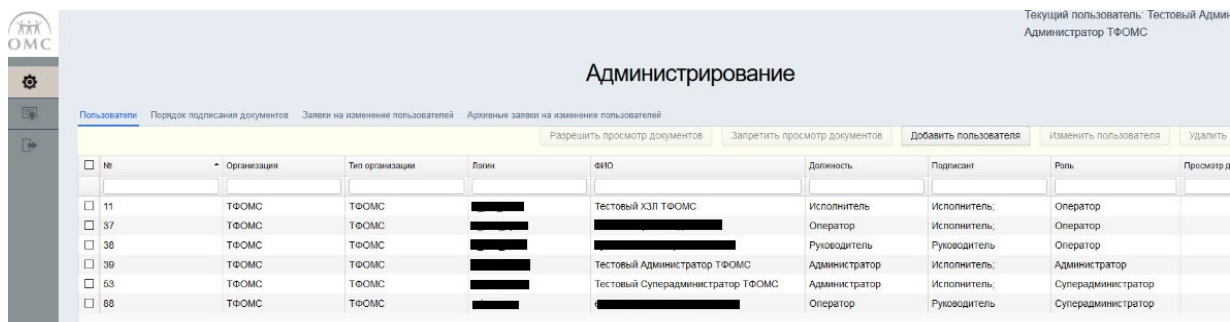 Текущий пользователь: Тестовый Админ
Администратор ТФОМС
ОМС
Администрирование
Пользователи Порядок подписания документов Заявки на изменение пользователей Архивные заявки на изменение пользователей
Разрешить просмотр документов Запретить просмотр документов Добавить пользователя Изменить пользователя Удалить
№ Организация Тип организации Логин ФИО Должность Подписант Роль Просмотр д
11 ТФОМС ТФОМС Тестовый ХЗЛ ТФОМС Исполнитель Исполнитель; Оператор
37 ТФОМС ТФОМС Оператор Исполнитель; Оператор
38 ТФОМС ТФОМС Руководитель Руководитель Оператор
39 ТФОМС ТФОМС Тестовый Администратор ТФОМС Администратор Исполнитель; Администратор
53 ТФОМС ТФОМС Тестовый Суперадминистратор ТФОМС Администратор Исполнитель; Суперадминистратор
88 ТФОМС ТФОМС Оператор Руководитель Суперадминистратор